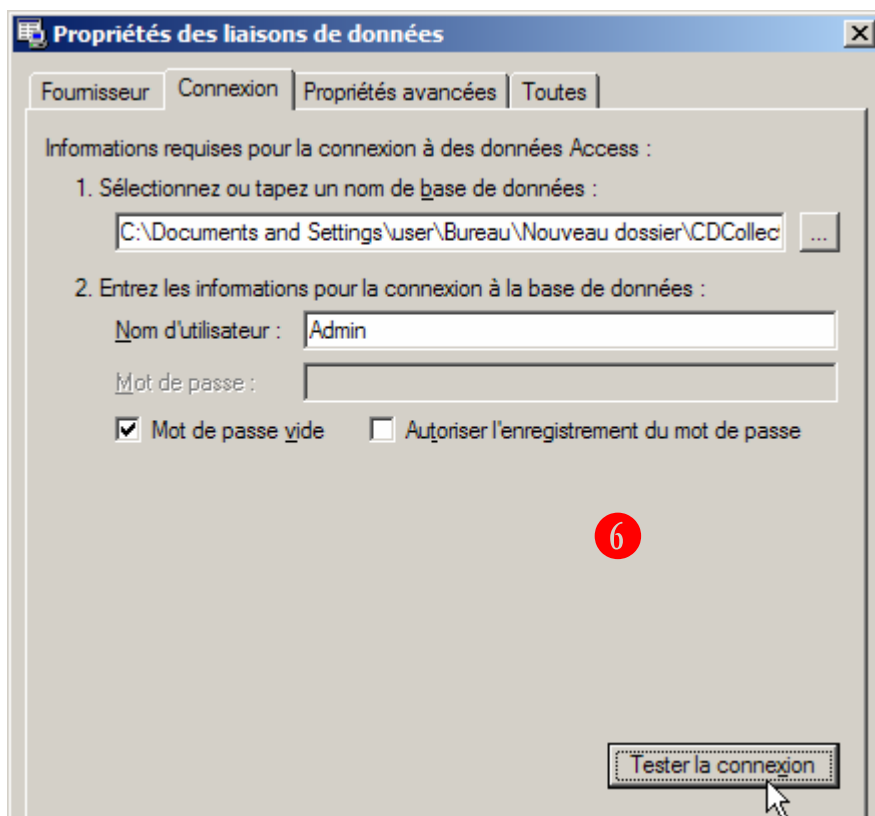 Propriétés des liaisons de données
Fournisseur Connexion Propriétés avancées Toutes
Informations requises pour la connexion à des données Access :
1. Sélectionnez ou tapez un nom de base de données :
C:\Documents and Settings\user\Bureau\Nouveau dossier\CDCollect ...
2. Entrez les informations pour la connexion à la base de données :
Nom d'utilisateur : Admin
Mot de passe :
Mot de passe vide Autoriser l'enregistrement du mot de passe
6
Tester la connexion